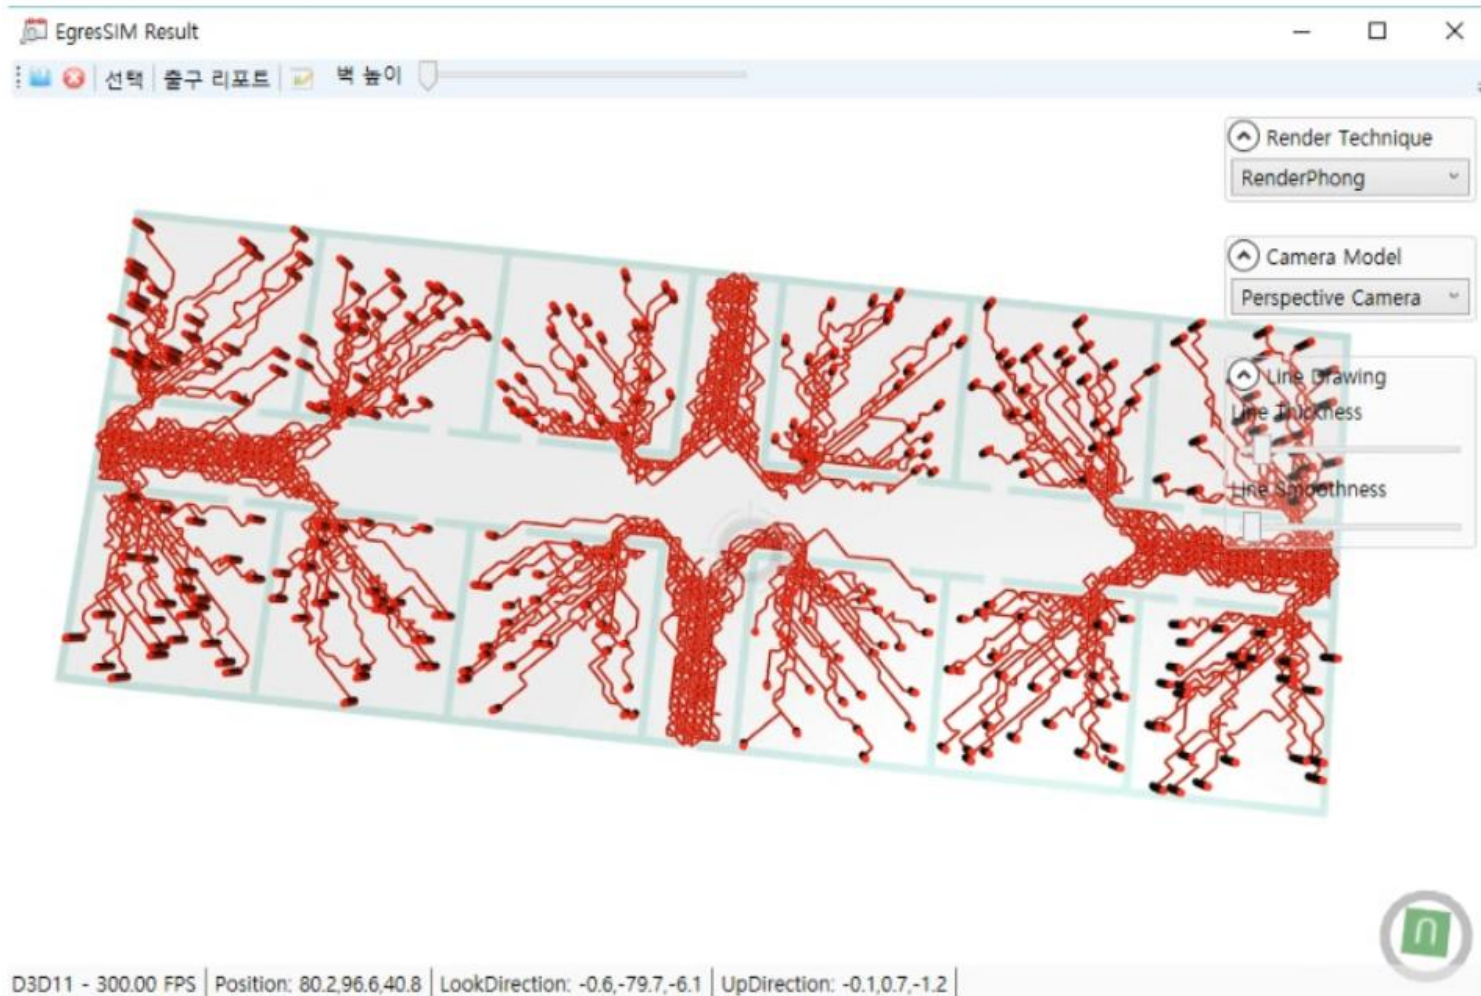 EgresSIM Result
선택 출구 리포트 벽 높이
Render Technique
RenderPhong
Camera Model
Perspective Camera
Line Drawing
Line Thickness
Line Smoothness
D3D11 - 300.00 FPS Position: 80.2,96.6,40.8 LookDirection: -0.6,-79.7,-6.1 UpDirection: -0.1,0.7,-1.2